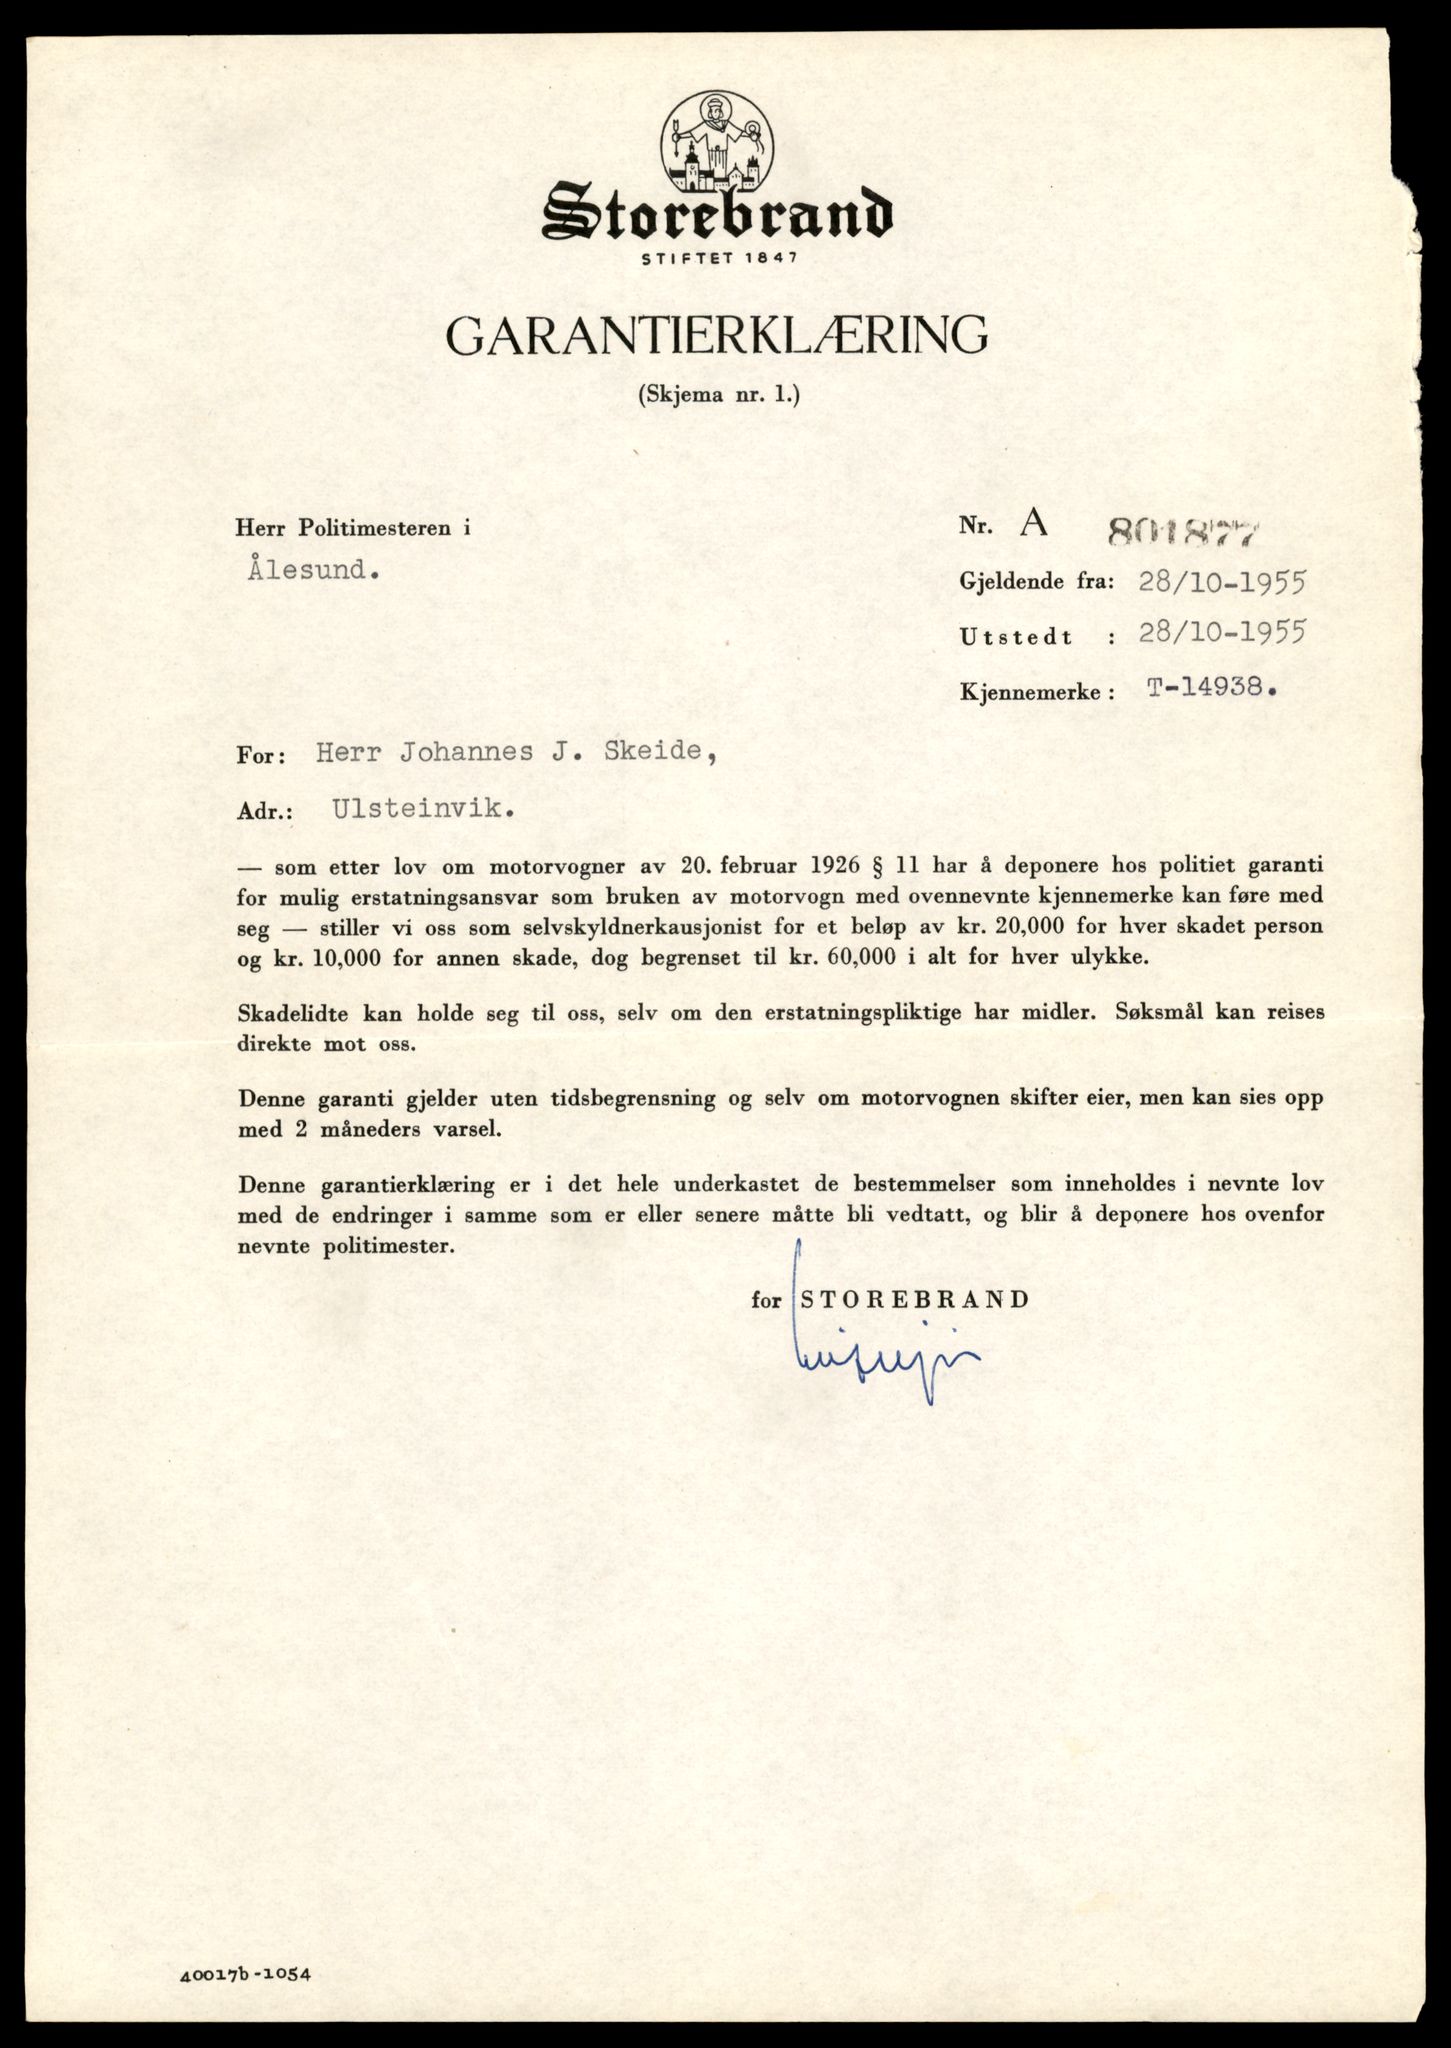 Storebrand
STIFTET 1847
GARANTIERKLÆRING
(Skjema nr. 1.)
Herr Politimesteren i
Ålesund.
Nr. A 801877
Gjeldende fra: 28/10-1955
Utstedt : 28/10-1955
Kjennemerke: T-14938.
For: Herr Johannes J. Skeide,
Adr.: Ulsteinvik.
— som etter lov om motorvogner av 20. februar 1926 § 11 har å deponere hos politiet garanti
for mulig erstatningsansvar som bruken av motorvogn med ovennevnte kjennemerke kan føre med
seg — stiller vi oss som selvskyldnerkausjonist for et beløp av kr. 20,000 for hver skadet person
og kr. 10,000 for annen skade, dog begrenset til kr. 60,000 i alt for hver ulykke.
Skadelidte kan holde seg til oss, selv om den erstatningspliktige har midler. Søksmål kan reises
direkte mot oss.
Denne garanti gjelder uten tidsbegrensning og selv om motorvognen skifter eier, men kan sies opp
med 2 måneders varsel.
Denne garantierklæring er i det hele underkastet de bestemmelser som inneholdes i nevnte lov
med de endringer i samme som er eller senere måtte bli vedtatt, og blir å deponere hos ovenfor
nevnte politimester.
for STOREBRAND
40017b-1054